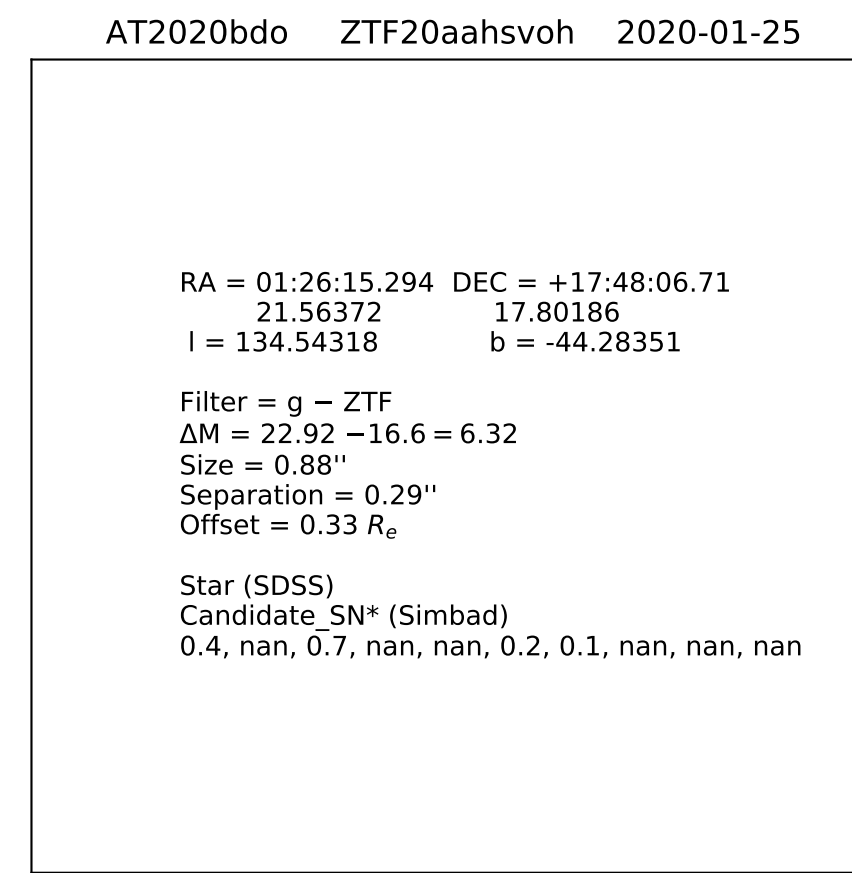 AT2020bdo ZTF20aahsvoh 2020-01-25
RA = 01:26:15.294 DEC = +17:48:06.71
21.56372 17.80186
l = 134.54318 b = -44.28351
Filter = g − ZTF
ΔM = 22.92 −16.6 = 6.32
Size = 0.88''
Separation = 0.29''
Offset = 0.33 Re
Star (SDSS)
Candidate_SN* (Simbad)
0.4, nan, 0.7, nan, nan, 0.2, 0.1, nan, nan, nan